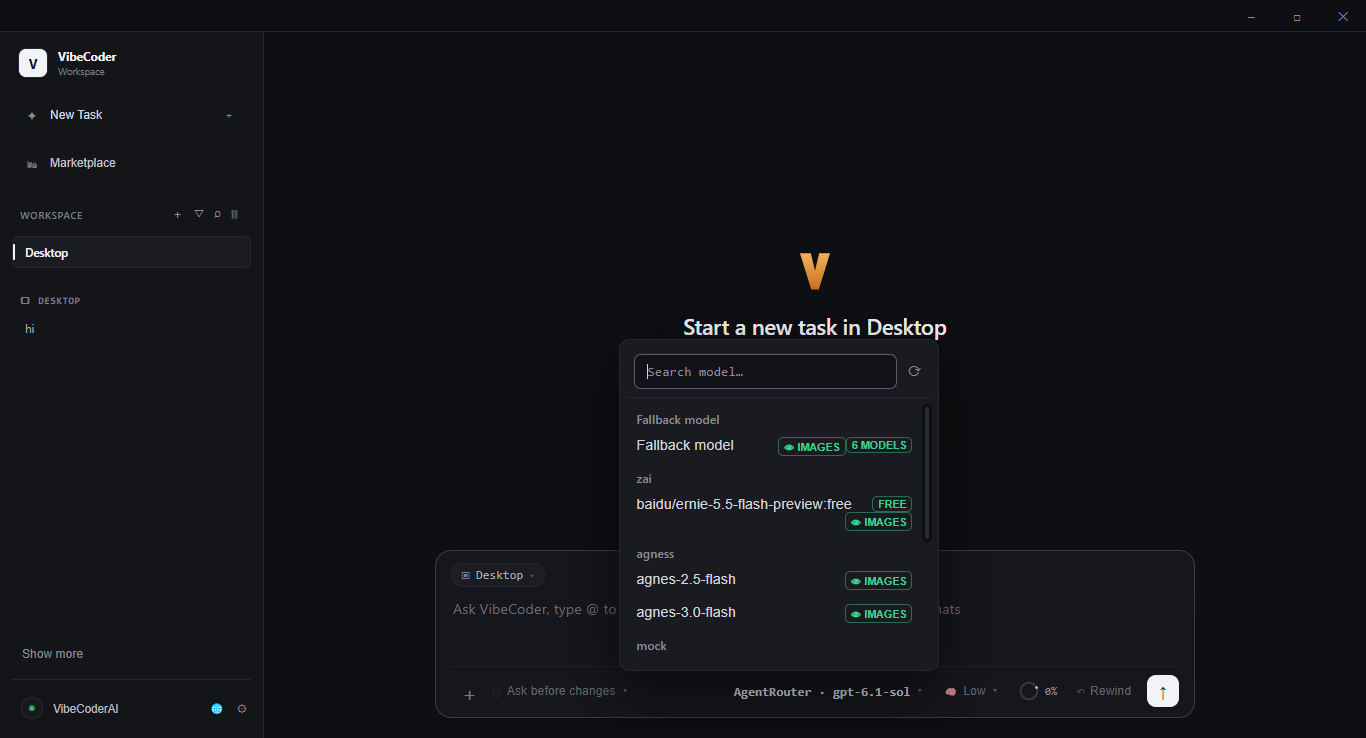 V
VibeCoder
Workspace
New Task
+
Marketplace
WORKSPACE
+
Desktop
DESKTOP
hi
Show more
VibeCoderAI
V
Start a new task in Desktop
Search model…
Fallback model
Fallback model
IMAGES
6 MODELS
zai
baidu/ernie-5.5-flash-preview:free
FREE
IMAGES
agness
agnes-2.5-flash
IMAGES
agnes-3.0-flash
IMAGES
mock
Desktop
Ask VibeCoder, type @ to
+
Ask before changes
AgentRouter · gpt-6.1-sol
Low
0%
Rewind